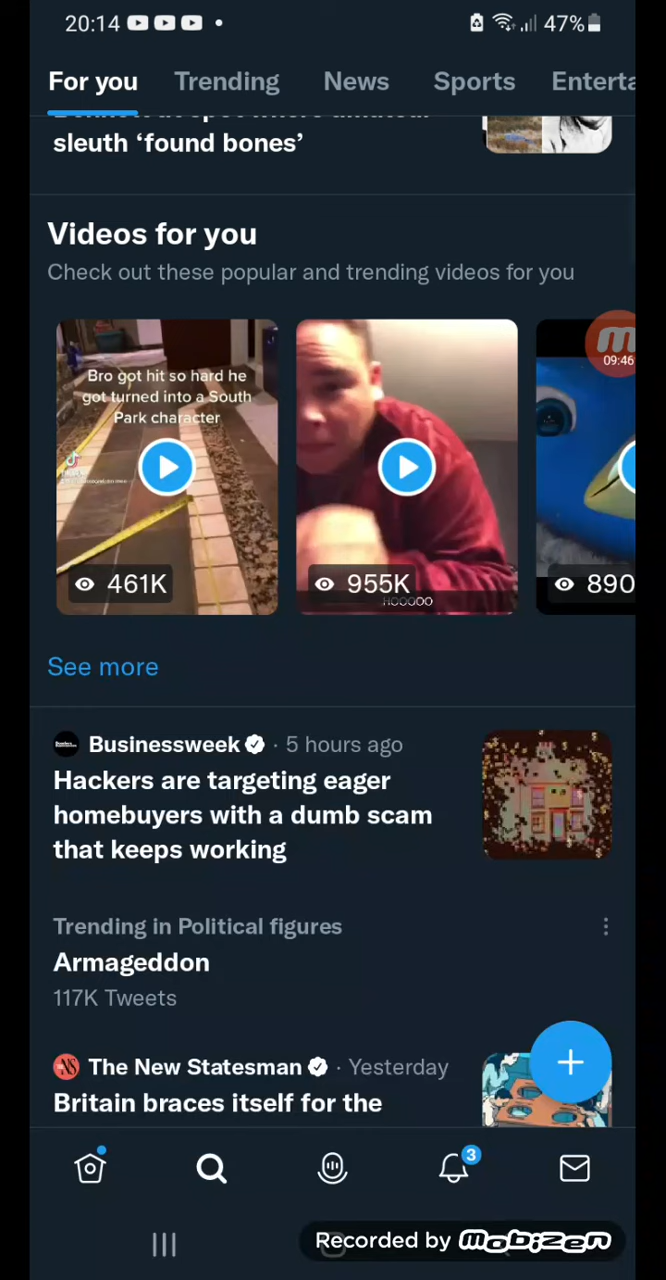 20:14
47%
For you Trending News Sports Enterta
sleuth ‘found bones’
Videos for you
Check out these popular and trending videos for you
Bro got hit so hard he
got turned into a South
Park character
09:46
461K
955K
HOOOOO
890
See more
Businessweek · 5 hours ago
Hackers are targeting eager
homebuyers with a dumb scam
that keeps working
Trending in Political figures
Armageddon
117K Tweets
The New Statesman · Yesterday
Britain braces itself for the
3
Recorded by mobizen